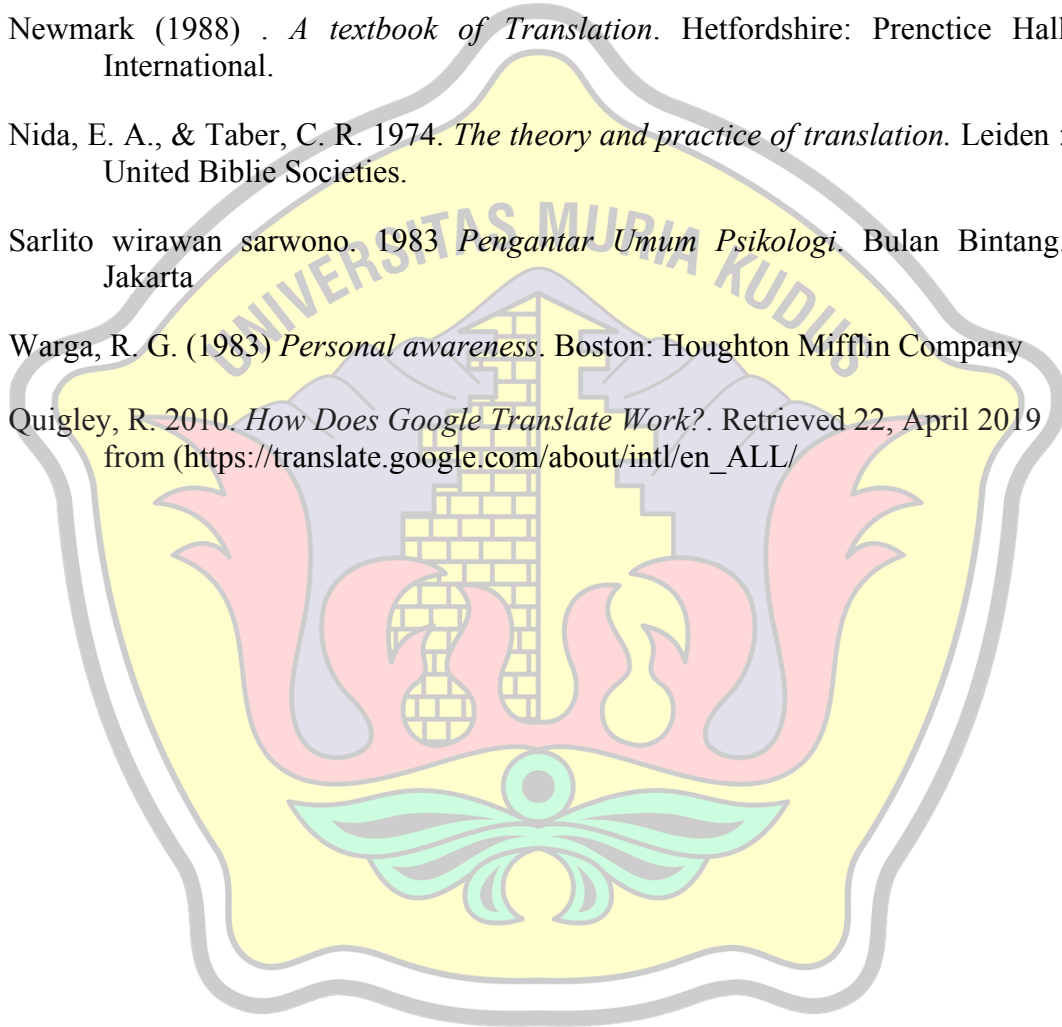 Newmark (1988) . A textbook of Translation. Hetfordshire: Prenctice Hall
International.
Nida, E. A., & Taber, C. R. 1974. The theory and practice of translation. Leiden :
United Biblie Societies.
Sarlito wirawan sarwono. 1983 Pengantar Umum Psikologi. Bulan Bintang.
Jakarta
Warga, R. G. (1983) Personal awareness. Boston: Houghton Mifflin Company
Quigley, R. 2010. How Does Google Translate Work?. Retrieved 22, April 2019
from (https://translate.google.com/about/intl/en_ALL/
UNIVERSITAS MURIA KUDUS